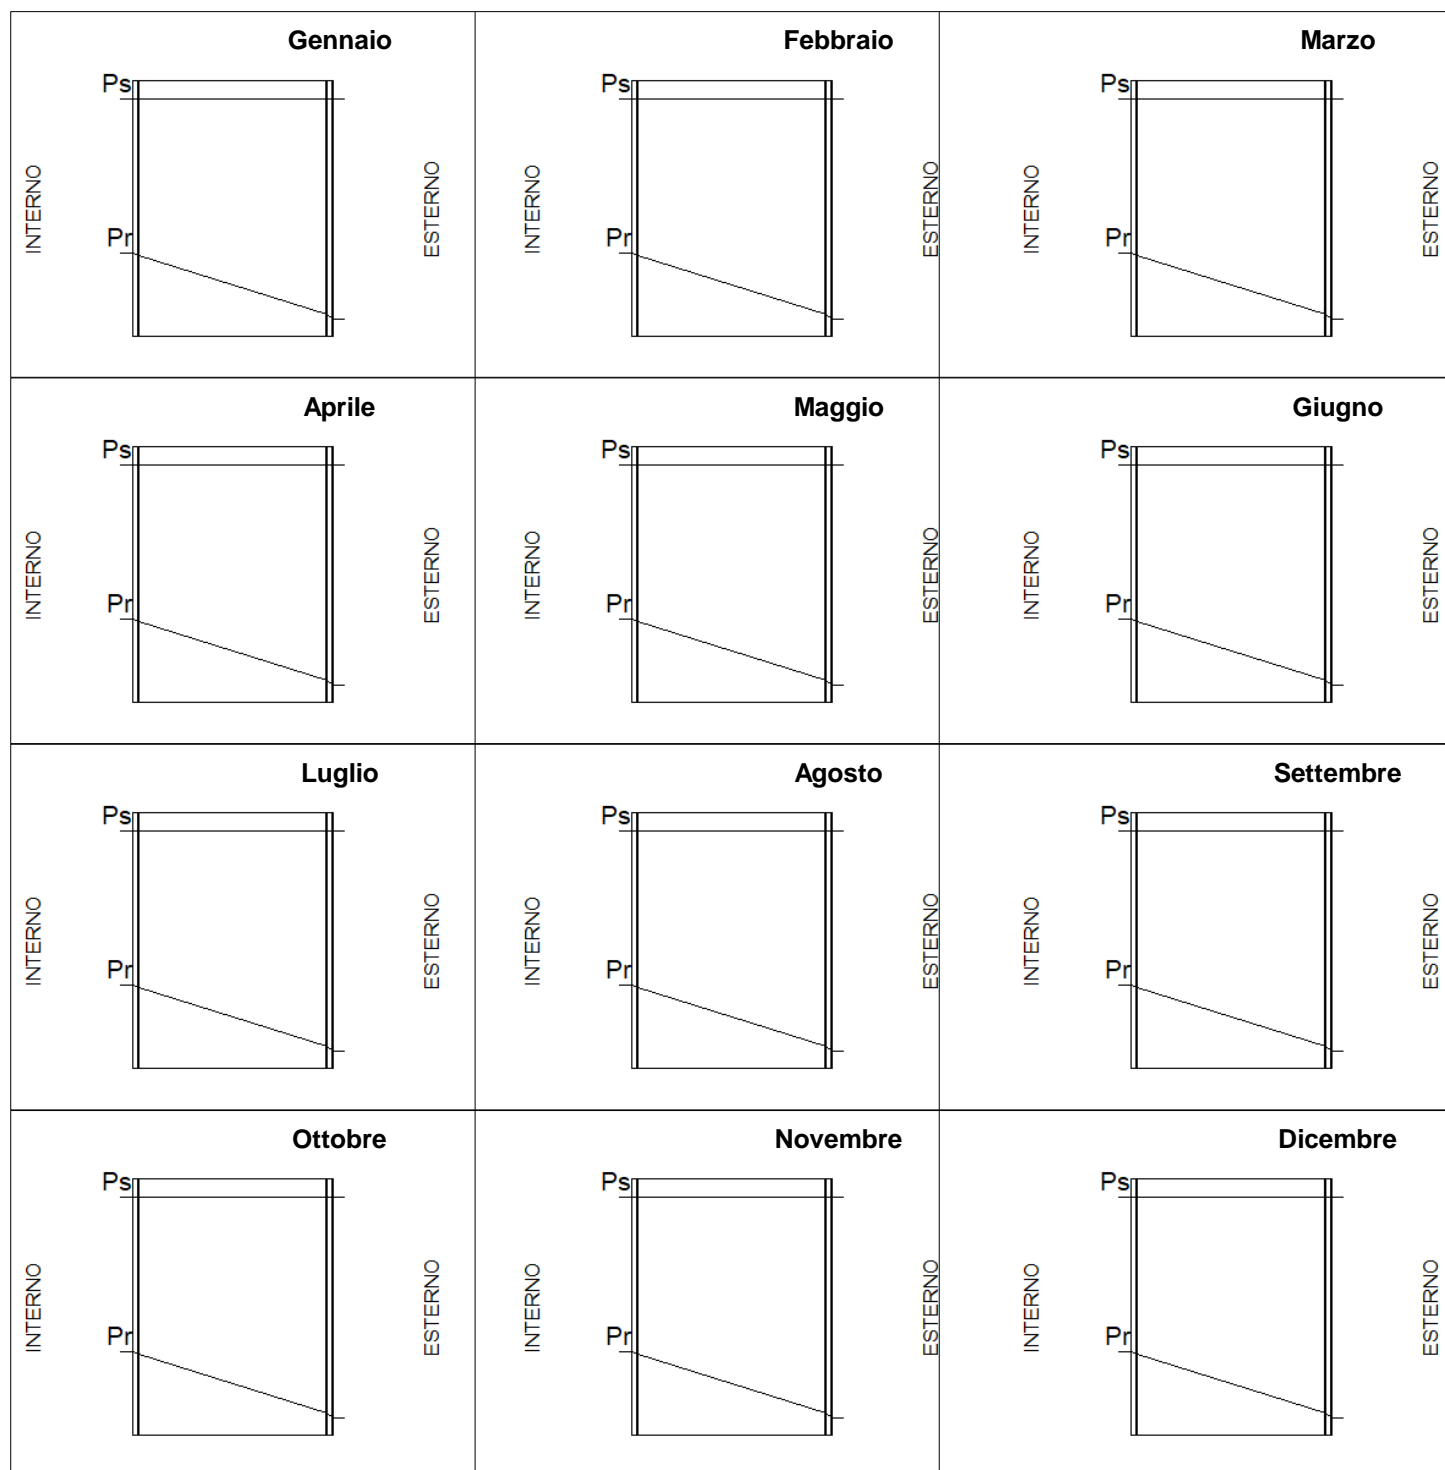 Gennaio
Ps
INTERNO
ESTERNO
Pr
Febbraio
Ps
INTERNO
ESTERNO
Pr
Marzo
Ps
INTERNO
ESTERNO
Pr
Aprile
Ps
INTERNO
ESTERNO
Pr
Maggio
Ps
INTERNO
ESTERNO
Pr
Giugno
Ps
INTERNO
ESTERNO
Pr
Luglio
Ps
INTERNO
ESTERNO
Pr
Agosto
Ps
INTERNO
ESTERNO
Pr
Settembre
Ps
INTERNO
ESTERNO
Pr
Ottobre
Ps
INTERNO
ESTERNO
Pr
Novembre
Ps
INTERNO
ESTERNO
Pr
Dicembre
Ps
INTERNO
ESTERNO
Pr